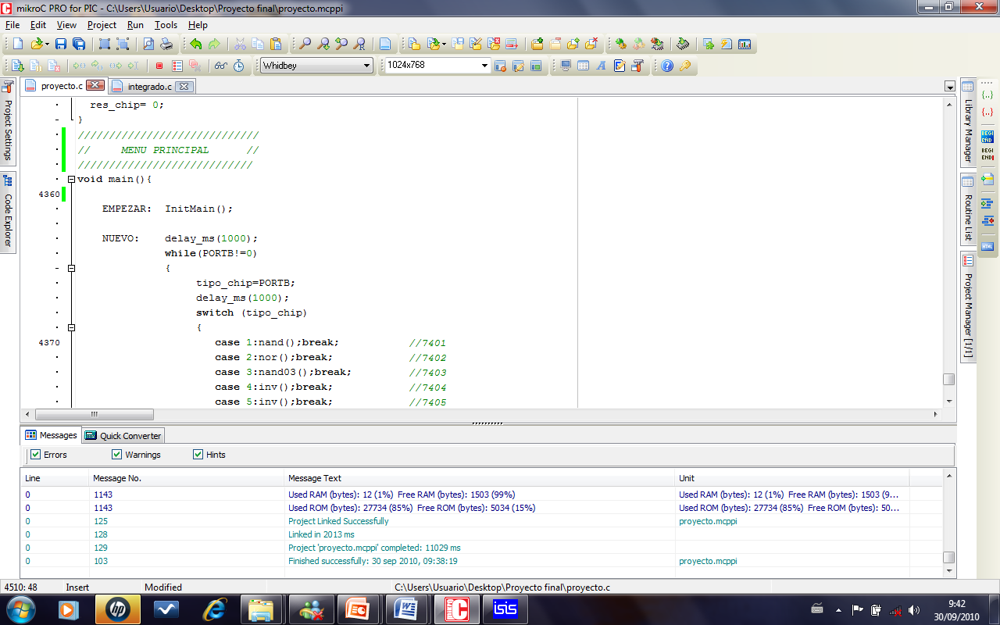 mikroC PRO for PIC - C:\Users\Usuario\Desktop\Proyecto final\proyecto.mcppi
File Edit View Project Run Tools Help
Whidbey 1024x768
proyecto.c integrado.c
Project Settings
Code Explorer
res_chip= 0;
}
/////////////////////////////
// MENU PRINCIPAL //
////////////////////////////
void main(){
4360
EMPEZAR: InitMain();
NUEVO: delay_ms(1000);
while(PORTB!=0)
{
tipo_chip=PORTB;
delay_ms(1000);
switch (tipo_chip)
{
4370 case 1:nand();break; //7401
case 2:nor();break; //7402
case 3:nand03();break; //7403
case 4:inv();break; //7404
case 5:inv();break; //7405
Library Manager
Routine List
Project Manager [1/1]
BEGI
END
BEGI
END
HTML
Messages Quick Converter
Errors Warnings Hints
Line Message No. Message Text Unit
0 1143 Used RAM (bytes): 12 (1%) Free RAM (bytes): 1503 (99%) Used RAM (bytes): 12 (1%) Free RAM (bytes): 1503 (9...
0 1143 Used ROM (bytes): 27734 (85%) Free ROM (bytes): 5034 (15%) Used ROM (bytes): 27734 (85%) Free ROM (bytes): 50...
0 125 Project Linked Successfully proyecto.mcppi
0 128 Linked in 2013 ms
0 129 Project 'proyecto.mcppi' completed: 11029 ms
0 103 Finished successfully: 30 sep 2010, 09:38:19 proyecto.mcppi
4510: 48 Insert Modified C:\Users\Usuario\Desktop\Proyecto final\proyecto.c
hp
isis
9:42
30/09/2010